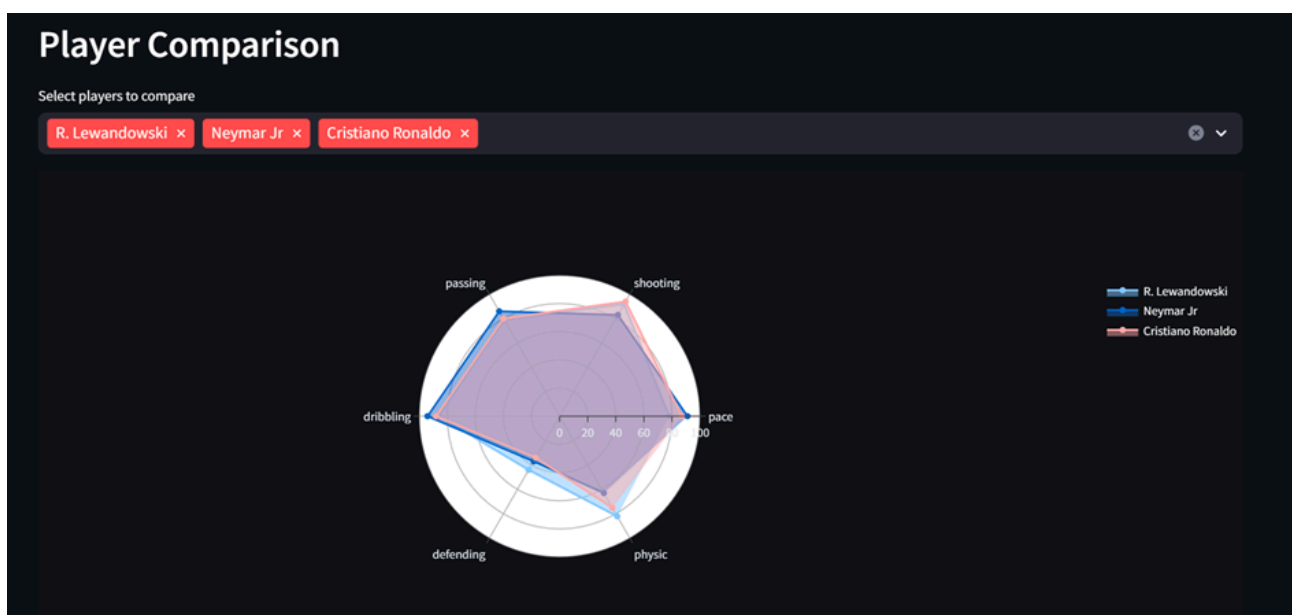 Player Comparison
Select players to compare
R. Lewandowski × Neymar Jr × Cristiano Ronaldo ×
passing
shooting
R. Lewandowski
Neymar Jr
Cristiano Ronaldo
dribbling
pace
0 20 40 60 80 100
defending
physic